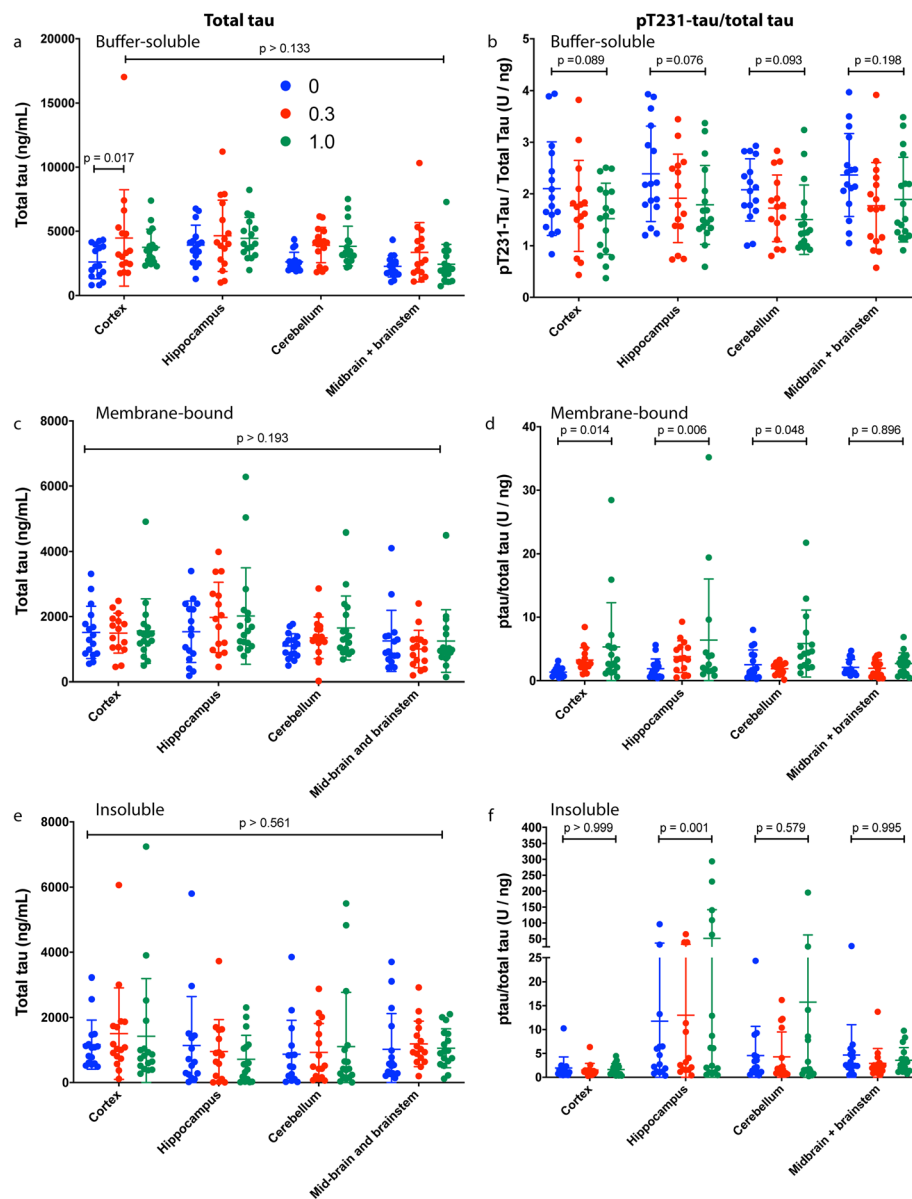 Total tau
pT231-tau/total tau
a
Buffer-soluble
20000
15000
10000
5000
0
Total tau (ng/mL)
p > 0.133
p = 0.017
0
0.3
1.0
Cortex
Hippocampus
Cerebellum
Midbrain + brainstem
b
Buffer-soluble
5
4
3
2
1
0
pT231-Tau / Total Tau (U / ng)
p =0.089
p =0.076
p =0.093
p =0.198
Cortex
Hippocampus
Cerebellum
Midbrain + brainstem
c
Membrane-bound
8000
6000
4000
2000
0
Total tau (ng/mL)
p > 0.193
Cortex
Hippocampus
Cerebellum
Mid-brain and brainstem
d
Membrane-bound
40
30
20
10
0
ptau/total tau (U / ng)
p = 0.014
p = 0.006
p = 0.048
p = 0.896
Cortex
Hippocampus
Cerebellum
Midbrain + brainstem
e
Insoluble
8000
6000
4000
2000
0
Total tau (ng/mL)
p > 0.561
Cortex
Hippocampus
Cerebellum
Mid-brain and brainstem
f
Insoluble
400
350
300
250
200
150
100
50
25
20
15
10
5
0
ptau/total tau (U / ng)
p > 0.999
p = 0.001
p = 0.579
p = 0.995
Cortex
Hippocampus
Cerebellum
Midbrain + brainstem